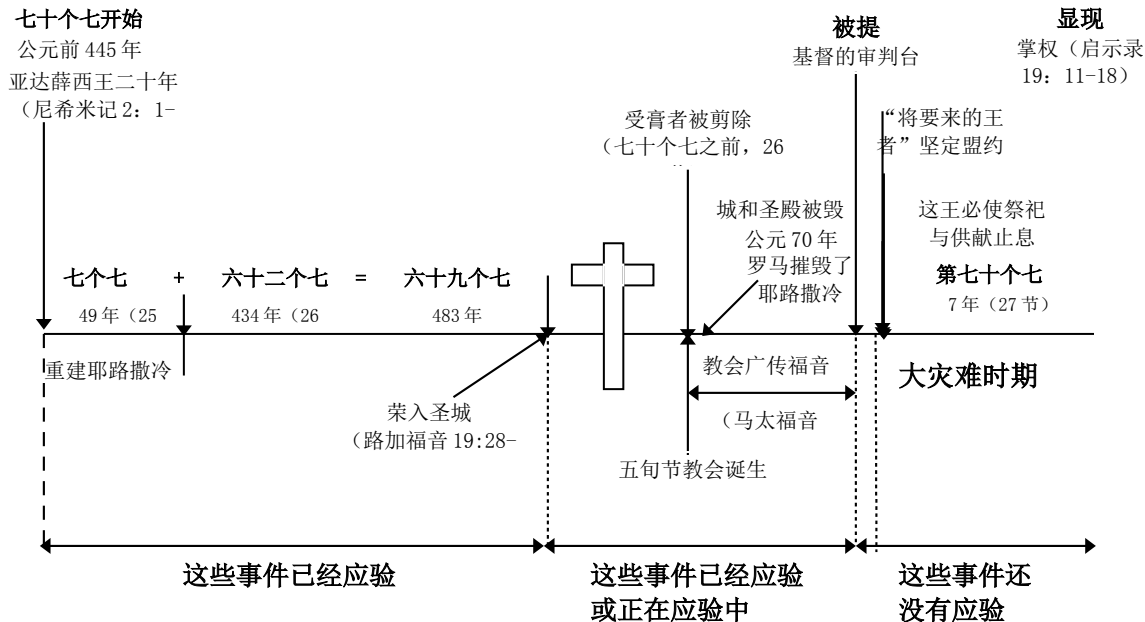 七十个七开始
公元前 445 年
亚达薛西王二十年
（尼希米记 2：1-
被提
基督的审判台
显现
掌权（启示录
19：11-18）
受膏者被剪除
（七十个七之前，26
“将要来的王
者”坚定盟约
城和圣殿被毁
公元 70 年
罗马摧毁了
耶路撒冷
这王必使祭祀
与供献止息
七个七 + 六十二个七 = 六十九个七
第七十个七
49 年（25 434 年（26 483 年
7 年（27 节）
重建耶路撒冷
教会广传福音
大灾难时期
荣入圣城
（路加福音 19:28-
（马太福音
五旬节教会诞生
这些事件已经应验
这些事件已经应验
或正在应验中
这些事件还
没有应验